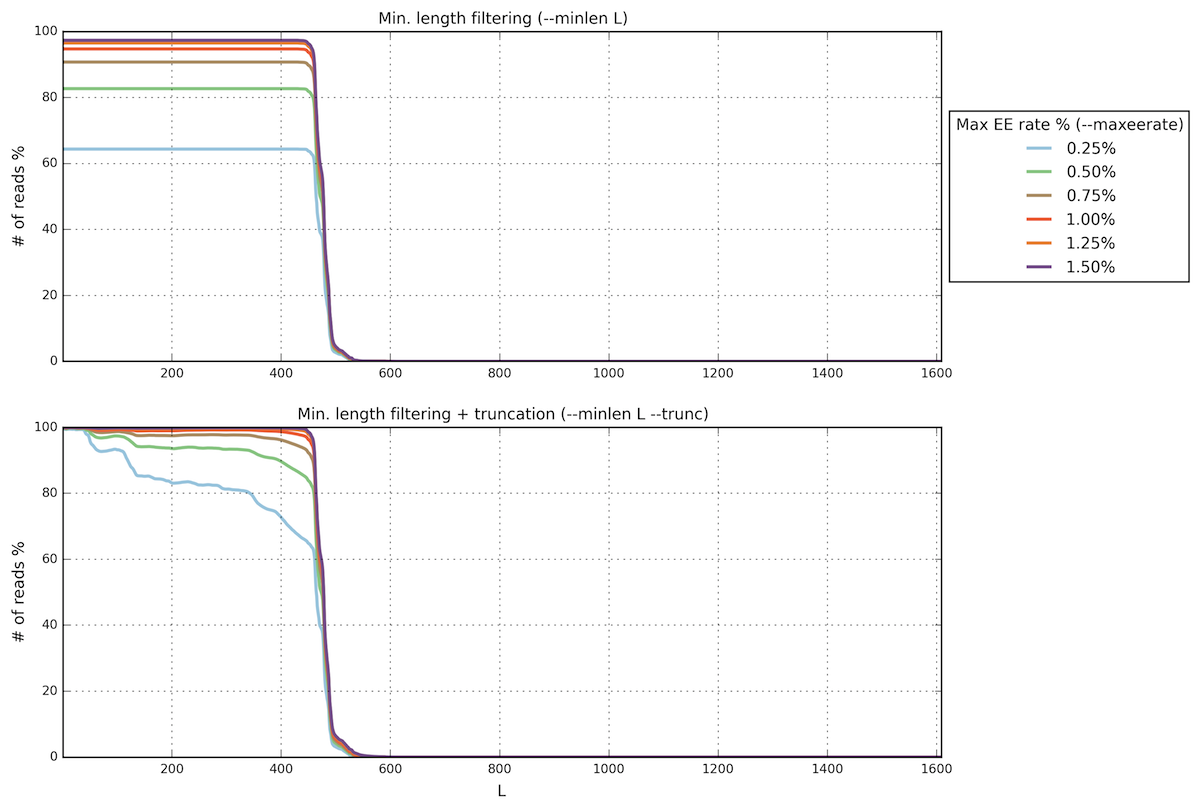 Min. length filtering (--minlen L)
100
80
60
40
20
0
# of reads %
200 400 600 800 1000 1200 1400 1600
Max EE rate % (--maxeerate)
0.25%
0.50%
0.75%
1.00%
1.25%
1.50%
Min. length filtering + truncation (--minlen L --trunc)
100
80
60
40
20
0
# of reads %
200 400 600 800 1000 1200 1400 1600
L